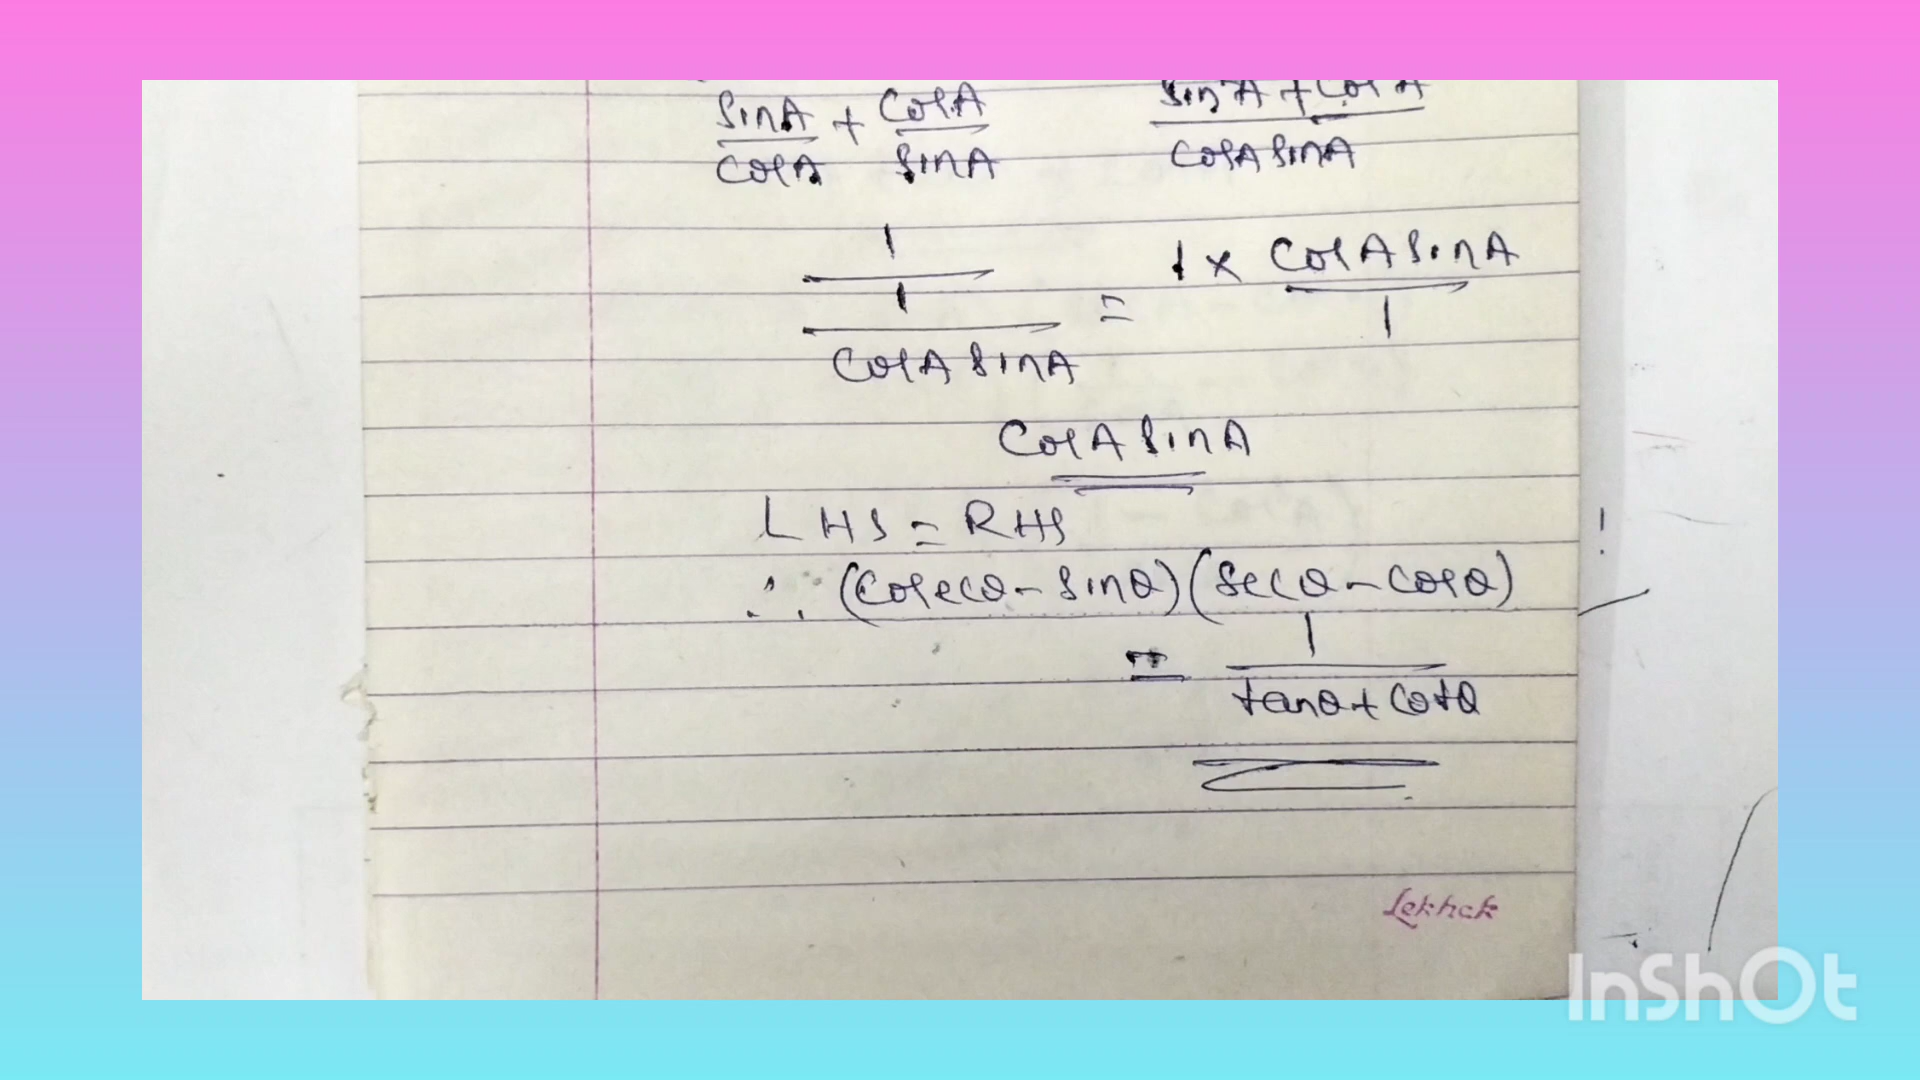 SinA + CosA  Sin²A + Cos²A
CosA  SinA  CosA SinA
1
1 = 1 × CosA SinA
CosA SinA  1
CosA SinA
LHS = RHS
∴ (Cosecθ - Sinθ)(Secθ - Cosθ)
= 1
tanθ + Cotθ
Lekhak
InShOt